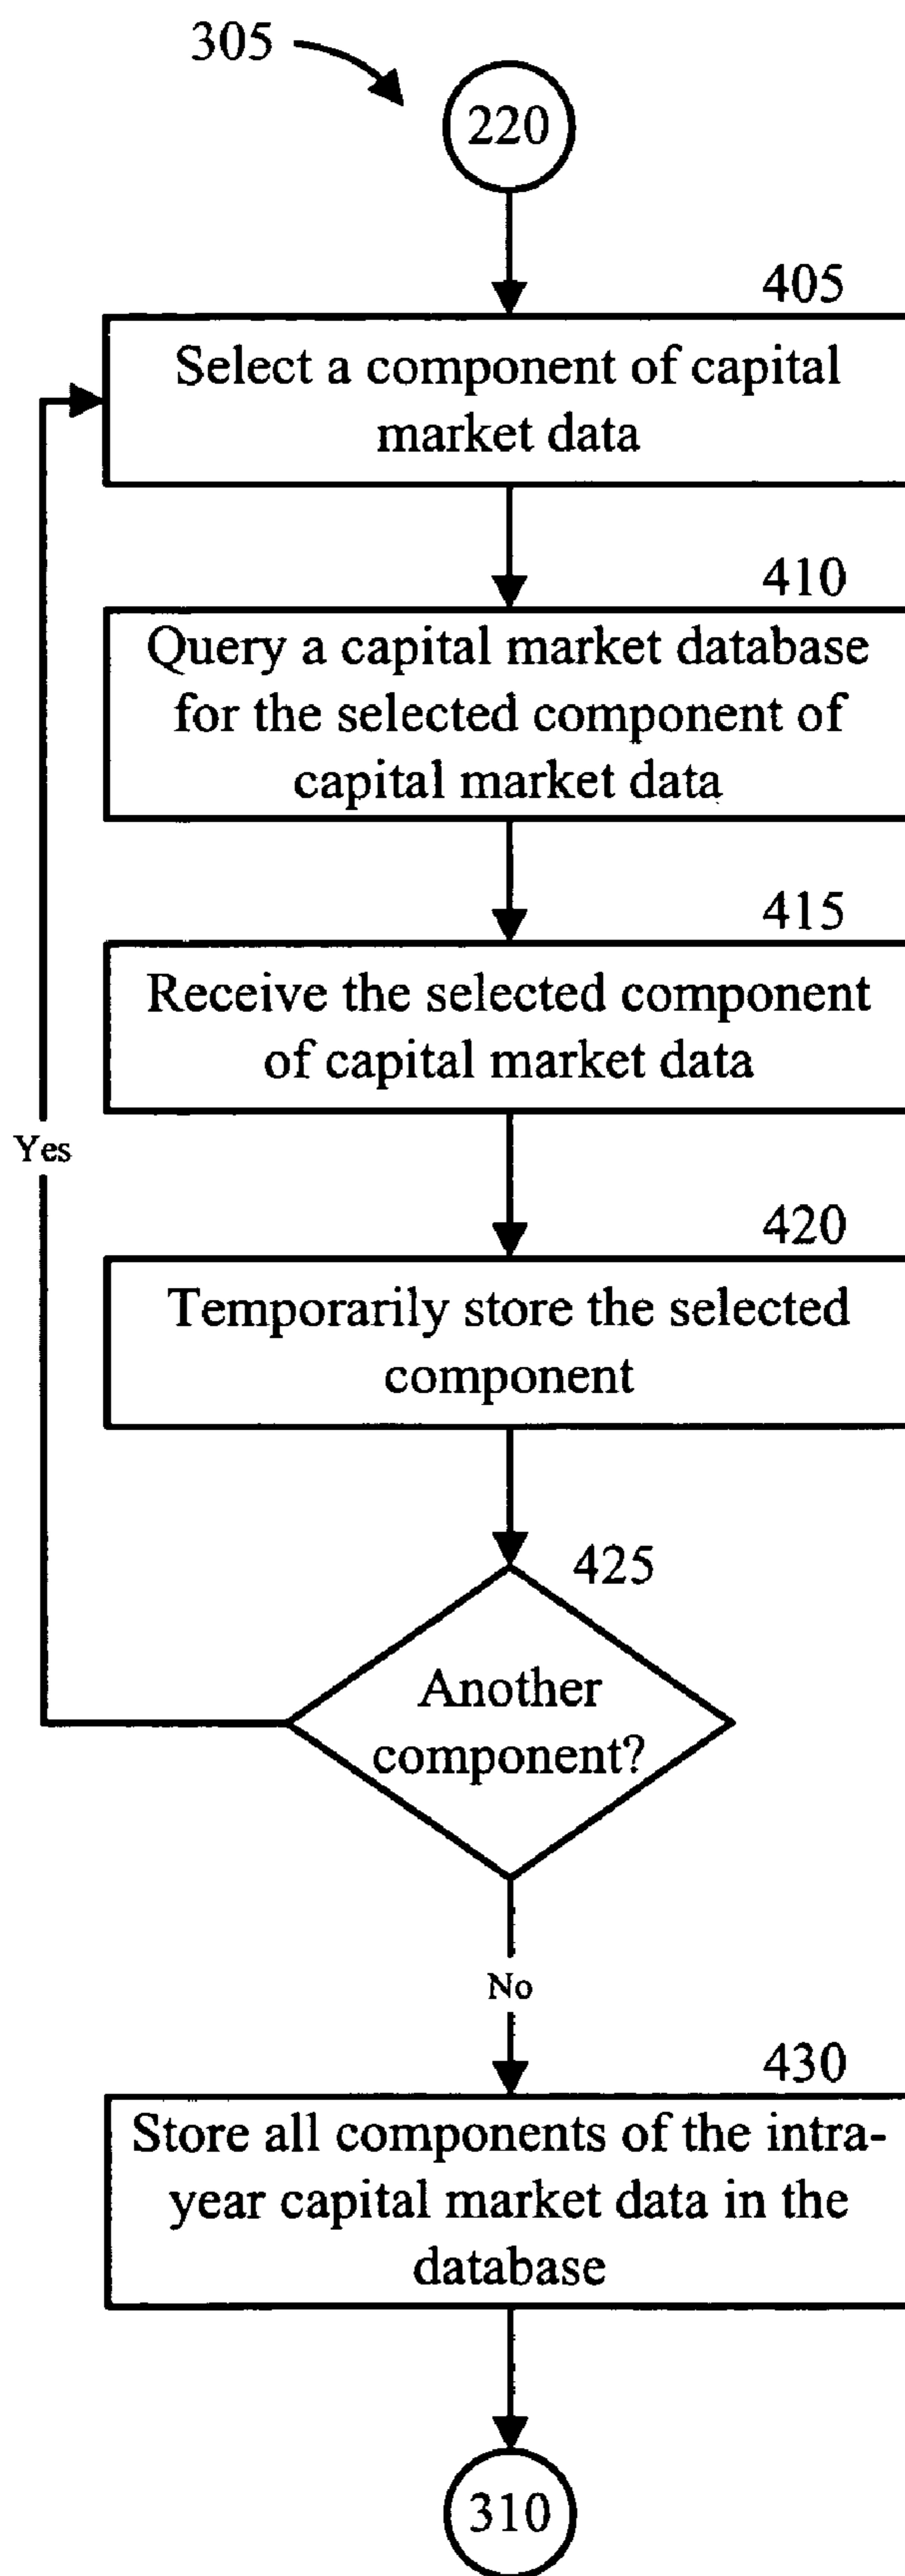 305
220
405
Select a component of capital
market data
410
Query a capital market database
for the selected component of
capital market data
415
Receive the selected component
of capital market data
Yes
420
Temporarily store the selected
component
425
Another
component?
No
430
Store all components of the intra-
year capital market data in the
database
310